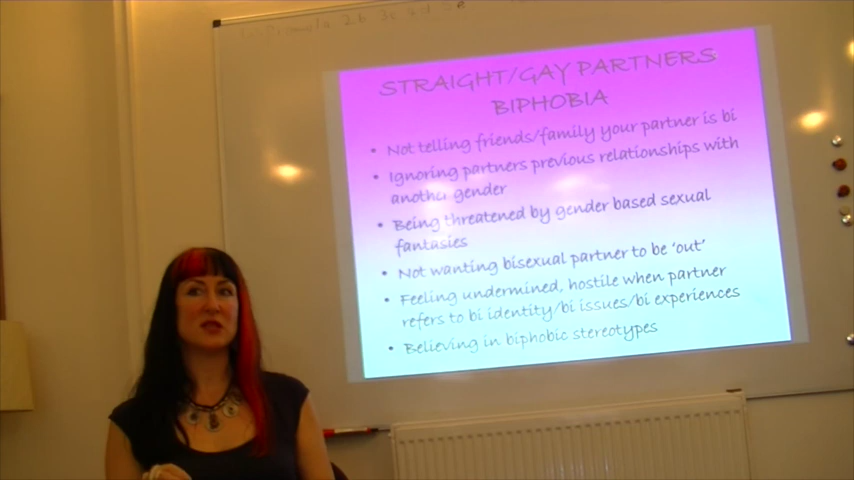 STRAIGHT/GAY PARTNERS
BIPHOBIA
• Not telling friends/family your partner is bi
• Ignoring partners previous relationships with
another gender
• Being threatened by gender based sexual
fantasies
• Not wanting bisexual partner to be 'out'
• Feeling undermined, hostile when partner
refers to bi identity/bi issues/bi experiences
• Believing in biphobic stereotypes